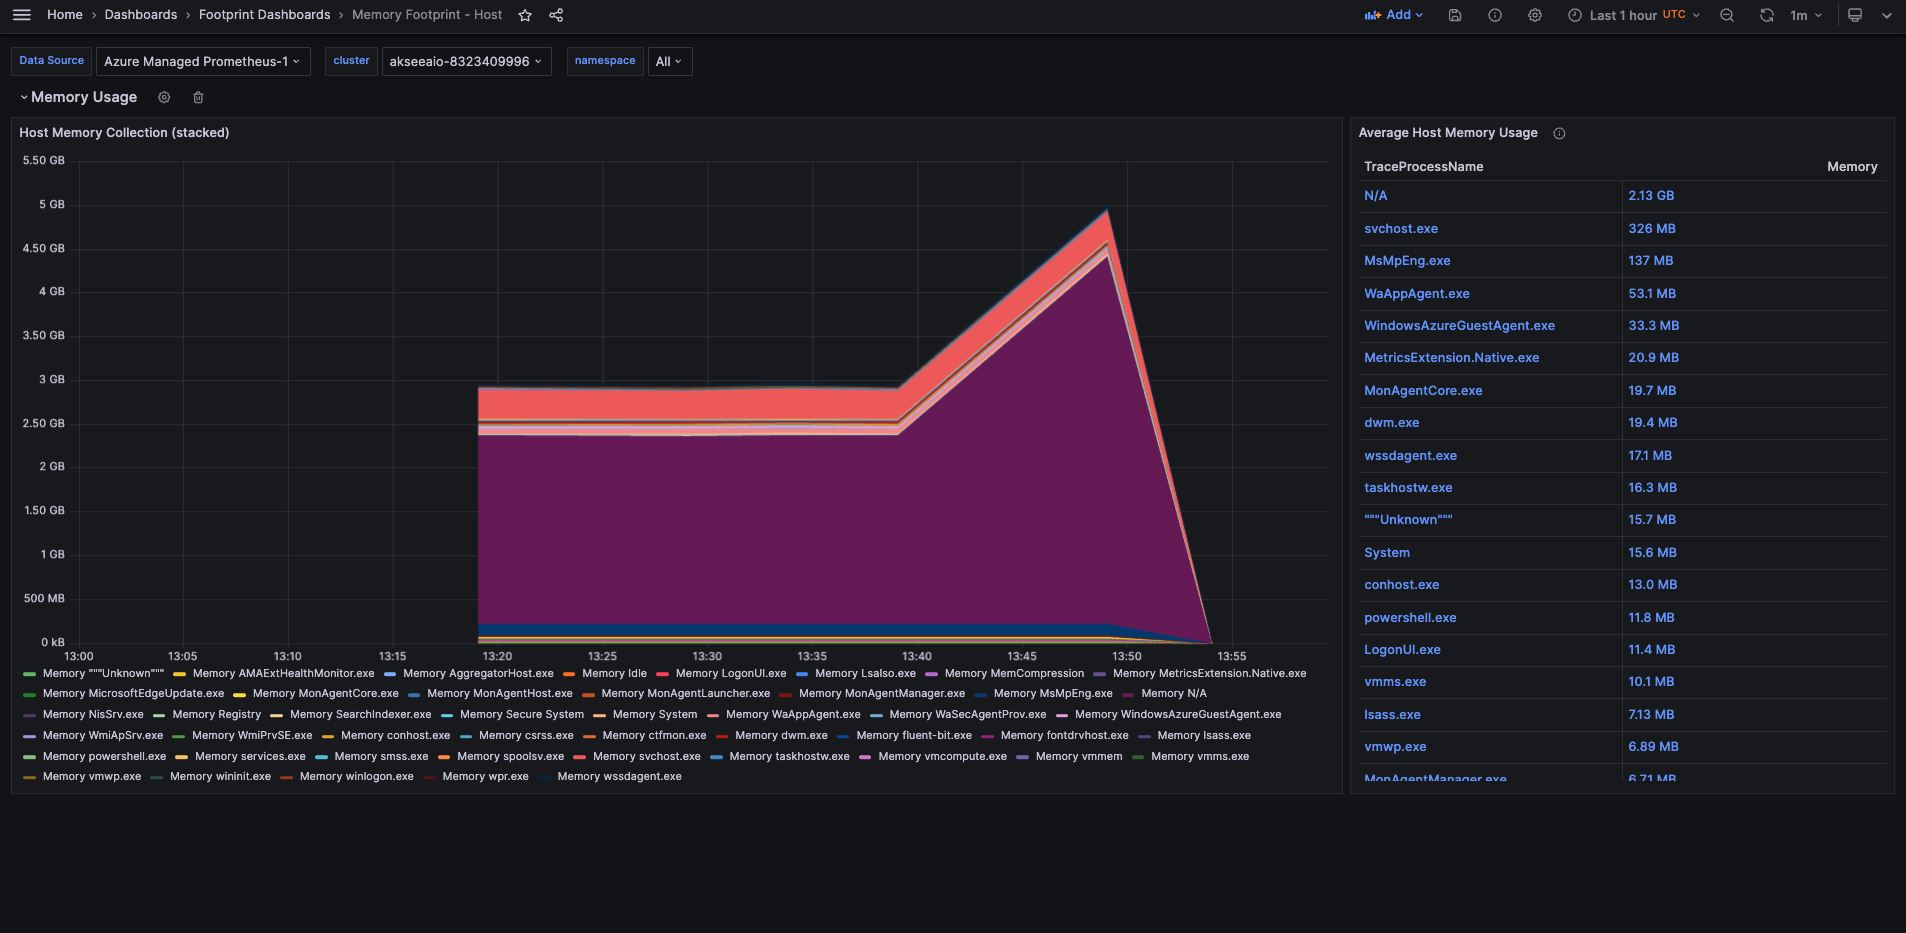 Home › Dashboards › Footprint Dashboards › Memory Footprint - Host Add Last 1 hour UTC 1m
Data Source Azure Managed Prometheus-1 cluster akseeaio-8323409996 namespace All
Memory Usage
Host Memory Collection (stacked)
5.50 GB
5 GB
4.50 GB
4 GB
3.50 GB
3 GB
2.50 GB
2 GB
1.50 GB
1 GB
500 MB
0 kB
13:00 13:05 13:10 13:15 13:20 13:25 13:30 13:35 13:40 13:45 13:50 13:55
Memory """Unknown""" Memory AMAExtHealthMonitor.exe Memory AggregatorHost.exe Memory Idle Memory LogonUI.exe Memory LsaIso.exe Memory MemCompression Memory MetricsExtension.Native.exe
Memory MicrosoftEdgeUpdate.exe Memory MonAgentCore.exe Memory MonAgentHost.exe Memory MonAgentLauncher.exe Memory MonAgentManager.exe Memory MsMpEng.exe Memory N/A
Memory NisSrv.exe Memory Registry Memory SearchIndexer.exe Memory Secure System Memory System Memory WaAppAgent.exe Memory WaSecAgentProv.exe Memory WindowsAzureGuestAgent.exe
Memory WmiApSrv.exe Memory WmiPrvSE.exe Memory conhost.exe Memory csrss.exe Memory ctfmon.exe Memory dwm.exe Memory fluent-bit.exe Memory fontdrvhost.exe Memory lsass.exe
Memory powershell.exe Memory services.exe Memory smss.exe Memory spoolsv.exe Memory svchost.exe Memory taskhostw.exe Memory vmcompute.exe Memory vmmem Memory vmms.exe
Memory vmwp.exe Memory wininit.exe Memory winlogon.exe Memory wpr.exe Memory wssdagent.exe
Average Host Memory Usage
TraceProcessName Memory
N/A 2.13 GB
svchost.exe 326 MB
MsMpEng.exe 137 MB
WaAppAgent.exe 53.1 MB
WindowsAzureGuestAgent.exe 33.3 MB
MetricsExtension.Native.exe 20.9 MB
MonAgentCore.exe 19.7 MB
dwm.exe 19.4 MB
wssdagent.exe 17.1 MB
taskhostw.exe 16.3 MB
"""Unknown""" 15.7 MB
System 15.6 MB
conhost.exe 13.0 MB
powershell.exe 11.8 MB
LogonUI.exe 11.4 MB
vmms.exe 10.1 MB
lsass.exe 7.13 MB
vmwp.exe 6.89 MB
MonAgentManager.exe 6.71 MB